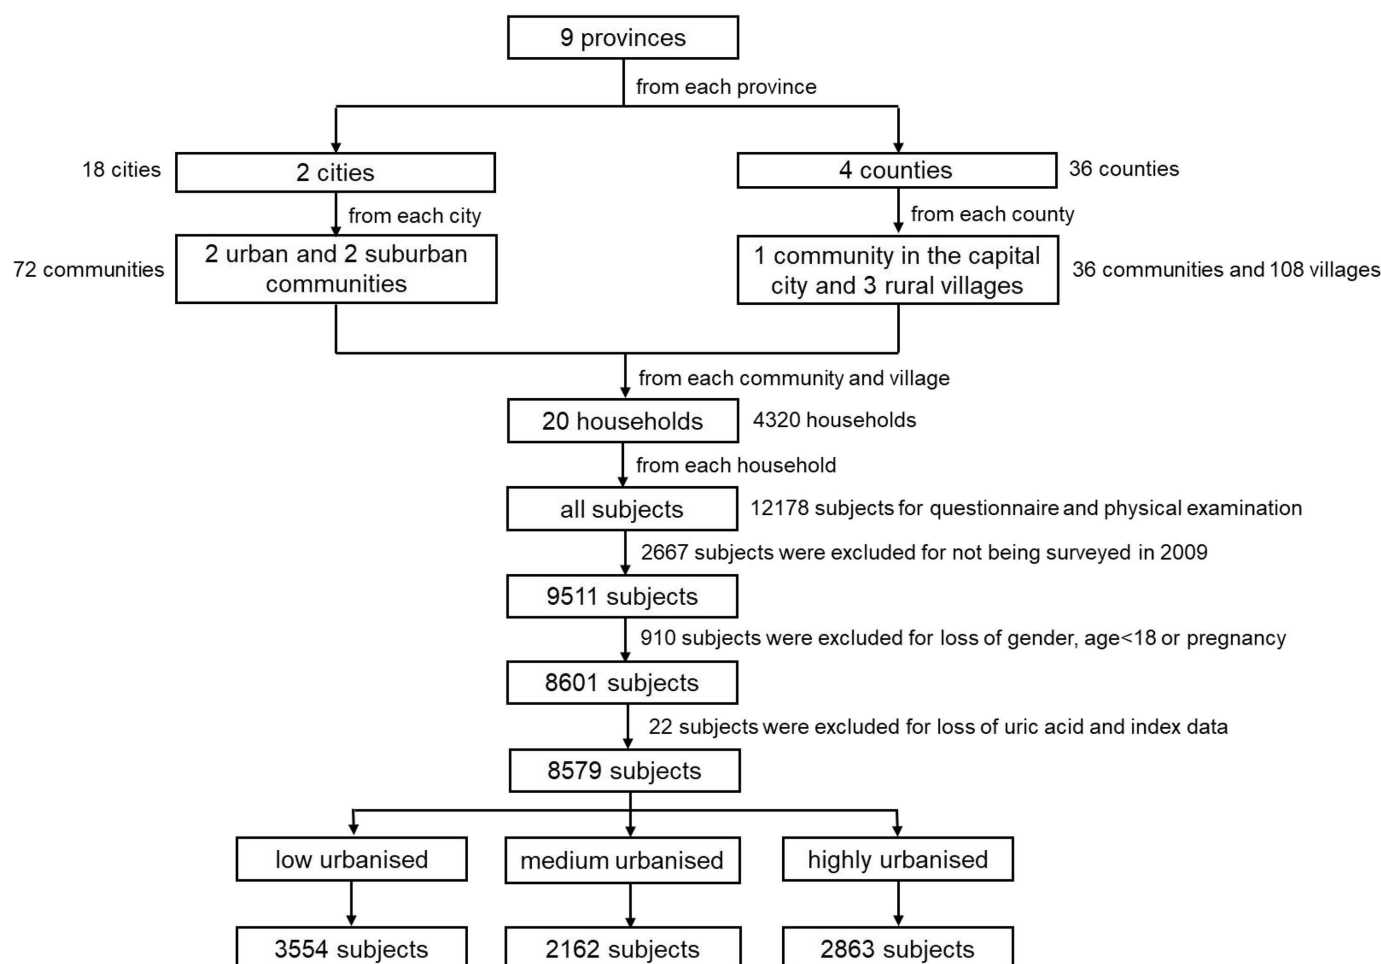 9 provinces
from each province
18 cities
2 cities
4 counties
36 counties
from each city
from each county
72 communities
2 urban and 2 suburban
communities
1 community in the capital
city and 3 rural villages
36 communities and 108 villages
from each community and village
20 households
4320 households
from each household
all subjects
12178 subjects for questionnaire and physical examination
2667 subjects were excluded for not being surveyed in 2009
9511 subjects
910 subjects were excluded for loss of gender, age<18 or pregnancy
8601 subjects
22 subjects were excluded for loss of uric acid and index data
8579 subjects
low urbanised
medium urbanised
highly urbanised
3554 subjects
2162 subjects
2863 subjects